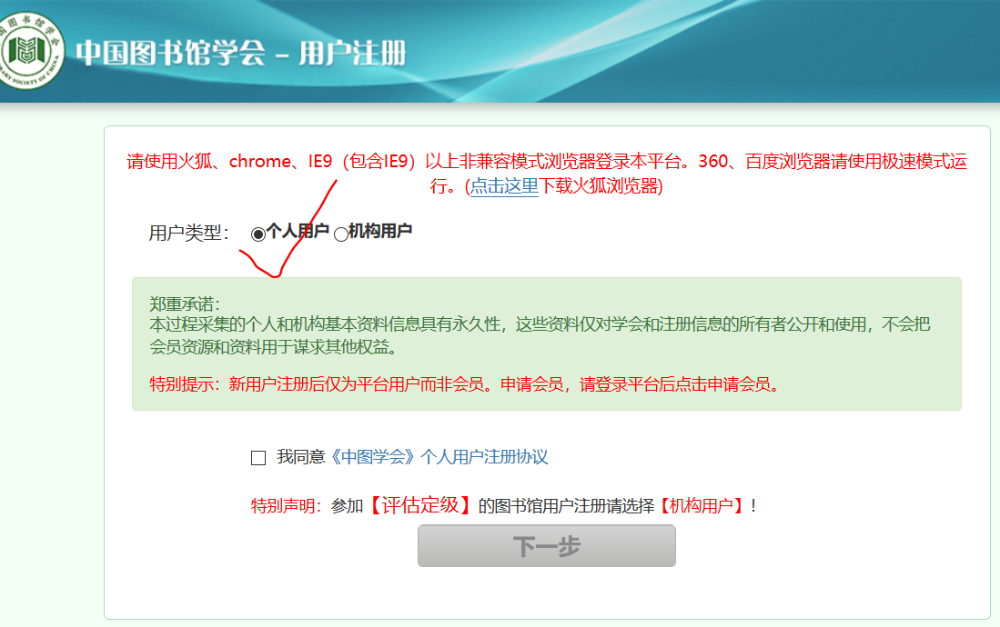 中国图书馆学会 - 用户注册
请使用火狐、chrome、IE9（包含IE9）以上非兼容模式浏览器登录本平台。360、百度浏览器请使用极速模式运
行。(点击这里下载火狐浏览器)
用户类型： 个人用户 机构用户
郑重承诺：
本过程采集的个人和机构基本资料信息具有永久性，这些资料仅对学会和注册信息的所有者公开和使用，不会把
会员资源和资料用于谋求其他权益。
特别提示：新用户注册后仅为平台用户而非会员。申请会员，请登录平台后点击申请会员。
我同意《中图学会》个人用户注册协议
特别声明：参加【评估定级】的图书馆用户注册请选择【机构用户】！
下一步